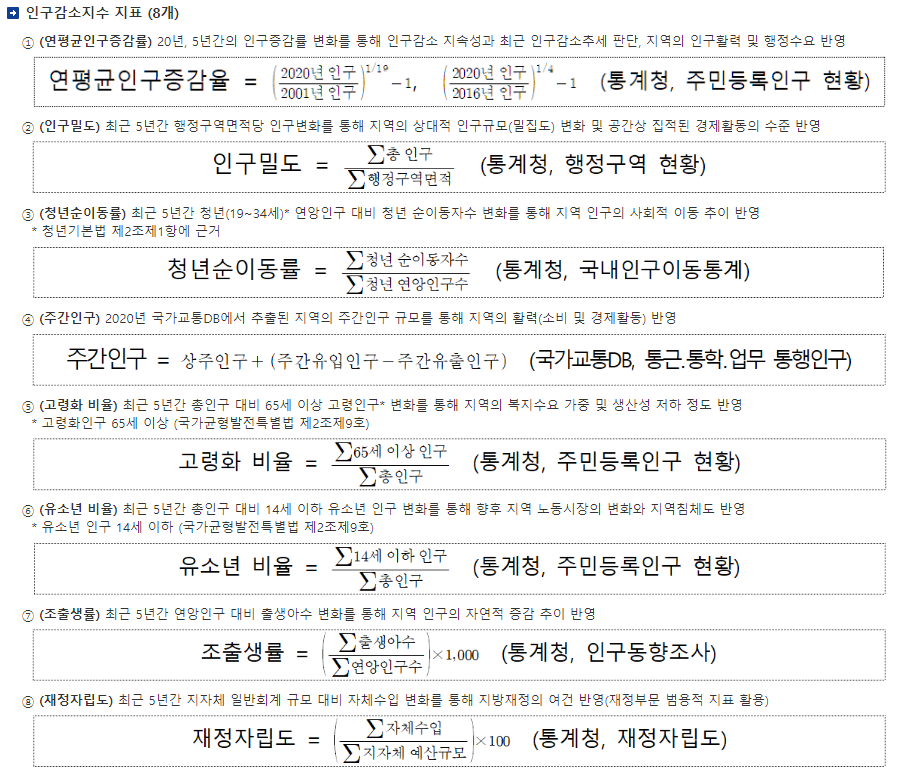 인구감소지수 지표 (8개)
① (연평균인구증감률) 20년, 5년간의 인구증감률 변화를 통해 인구감소 지속성과 최근 인구감소추세 판단, 지역의 인구활력 및 행정수요 반영
연평균인구증감율 = (2020년 인구/2001년 인구)^1/19 −1, (2020년 인구/2016년 인구)^1/4 −1 (통계청, 주민등록인구 현황)
② (인구밀도) 최근 5년간 행정구역면적당 인구변화를 통해 지역의 상대적 인구규모(밀집도) 변화 및 공간상 집적된 경제활동의 수준 반영
인구밀도 = ∑총 인구/∑행정구역면적 (통계청, 행정구역 현황)
③ (청년순이동률) 최근 5년간 청년(19~34세)* 연앙인구 대비 청년 순이동자수 변화를 통해 지역 인구의 사회적 이동 추이 반영
* 청년기본법 제2조제1항에 근거
청년순이동률 = ∑청년 순이동자수/∑청년 연앙인구수 (통계청, 국내인구이동통계)
④ (주간인구) 2020년 국가교통DB에서 추출된 지역의 주간인구 규모를 통해 지역의 활력(소비 및 경제활동) 반영
주간인구 = 상주인구+(주간유입인구−주간유출인구) (국가교통DB, 통근.통학.업무 통행인구)
⑤ (고령화 비율) 최근 5년간 총인구 대비 65세 이상 고령인구* 변화를 통해 지역의 복지수요 가중 및 생산성 저하 정도 반영
* 고령화인구 65세 이상 (국가균형발전특별법 제2조제9호)
고령화 비율 = ∑65세 이상 인구/∑총인구 (통계청, 주민등록인구 현황)
⑥ (유소년 비율) 최근 5년간 총인구 대비 14세 이하 유소년 인구 변화를 통해 향후 지역 노동시장의 변화와 지역침체도 반영
* 유소년 인구 14세 이하 (국가균형발전특별법 제2조제9호)
유소년 비율 = ∑14세 이하 인구/∑총인구 (통계청, 주민등록인구 현황)
⑦ (조출생률) 최근 5년간 연앙인구 대비 출생아수 변화를 통해 지역 인구의 자연적 증감 추이 반영
조출생률 = (∑출생아수/∑연앙인구수)×1,000 (통계청, 인구동향조사)
⑧ (재정자립도) 최근 5년간 지자체 일반회계 규모 대비 자체수입 변화를 통해 지방재정의 여건 반영(재정부문 범용적 지표 활용)
재정자립도 = (∑자체수입/∑지자체 예산규모)×100 (통계청, 재정자립도)